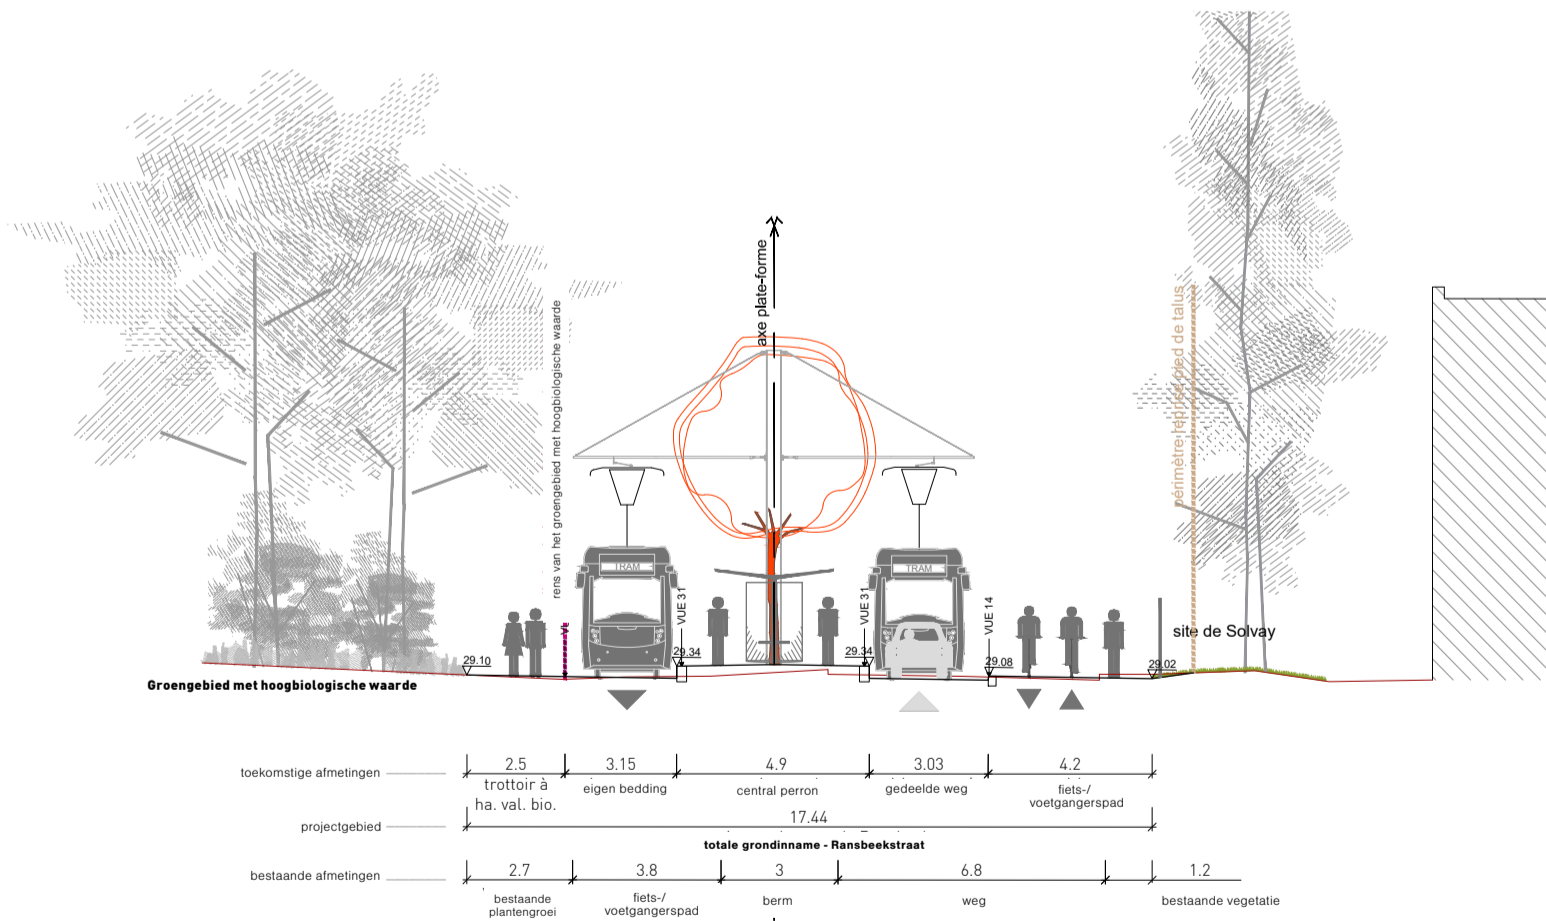 axe plate-forme
rens van het groengebied met hoogbiologische waarde
périmètre reprise pied de talus
TRAM
TRAM
VUE 31
VUE 31
VUE 14
site de Solvay
29.10
29.34
29.34
29.08
29.02
Groengebied met hoogbiologische waarde
toekomstige afmetingen
2.5
3.15
4.9
3.03
4.2
trottoir à
ha. val. bio.
eigen bedding
central perron
gedeelde weg
fiets-/
voetgangerspad
projectgebied
17.44
totale grondinname - Ransbeekstraat
bestaande afmetingen
2.7
3.8
3
6.8
1.2
bestaande
plantengroei
fiets-/
voetgangerspad
berm
weg
bestaande vegetatie